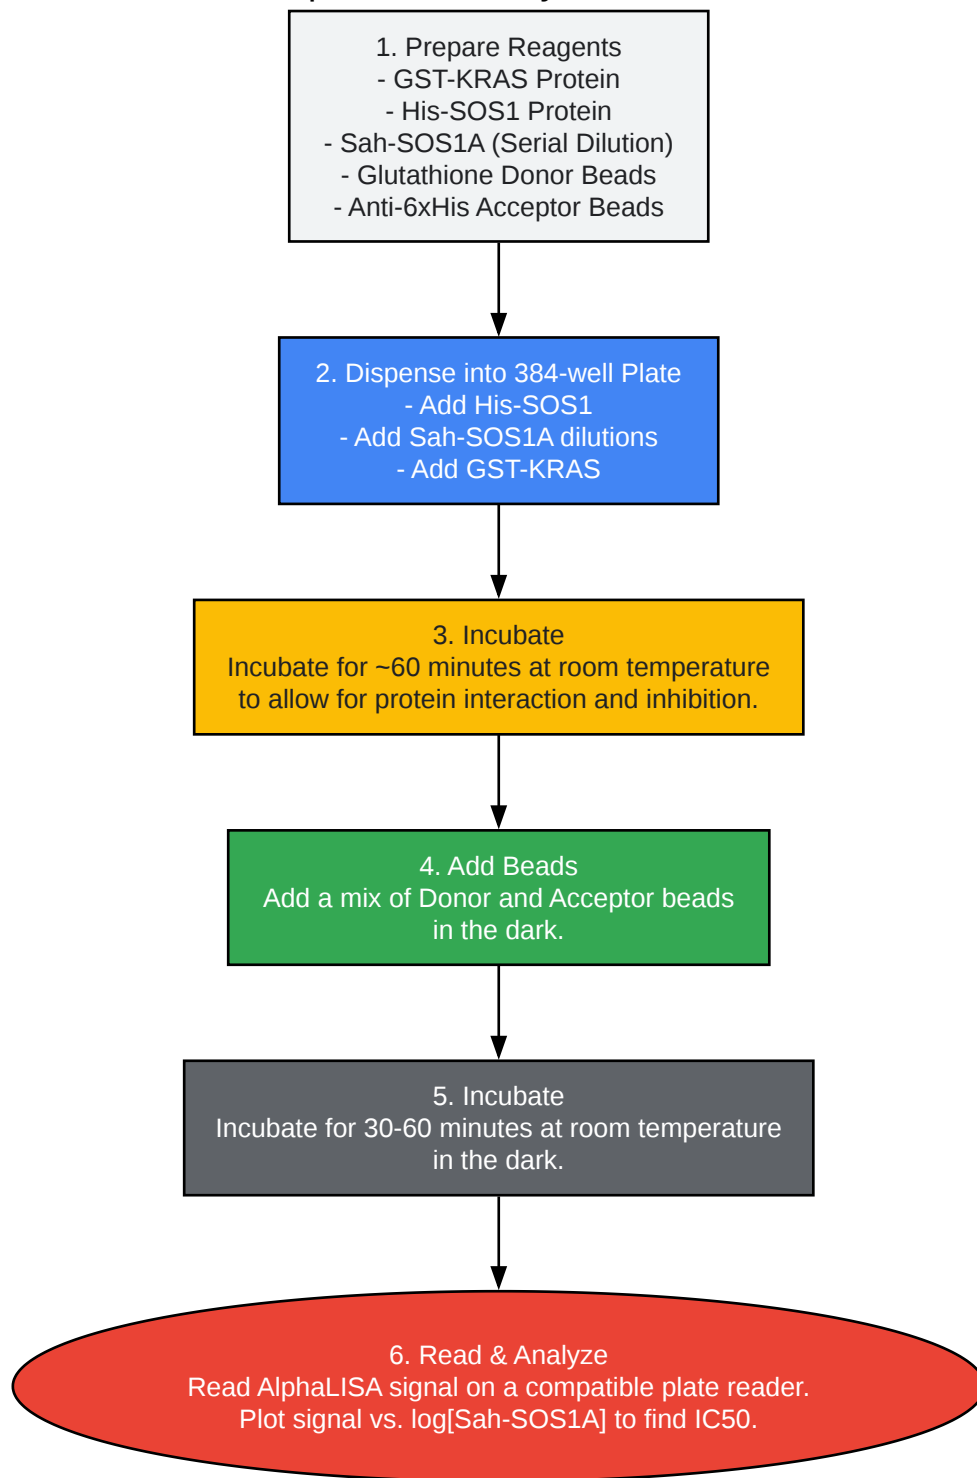 1. Prepare Reagents
- GST-KRAS Protein
- His-SOS1 Protein
- Sah-SOS1A (Serial Dilution)
- Glutathione Donor Beads
- Anti-6xHis Acceptor Beads
2. Dispense into 384-well Plate
- Add His-SOS1
- Add Sah-SOS1A dilutions
- Add GST-KRAS
3. Incubate
Incubate for ~60 minutes at room temperature
to allow for protein interaction and inhibition.
4. Add Beads
Add a mix of Donor and Acceptor beads
in the dark.
5. Incubate
Incubate for 30-60 minutes at room temperature
in the dark.
6. Read & Analyze
Read AlphaLISA signal on a compatible plate reader.
Plot signal vs. log[Sah-SOS1A] to find IC50.